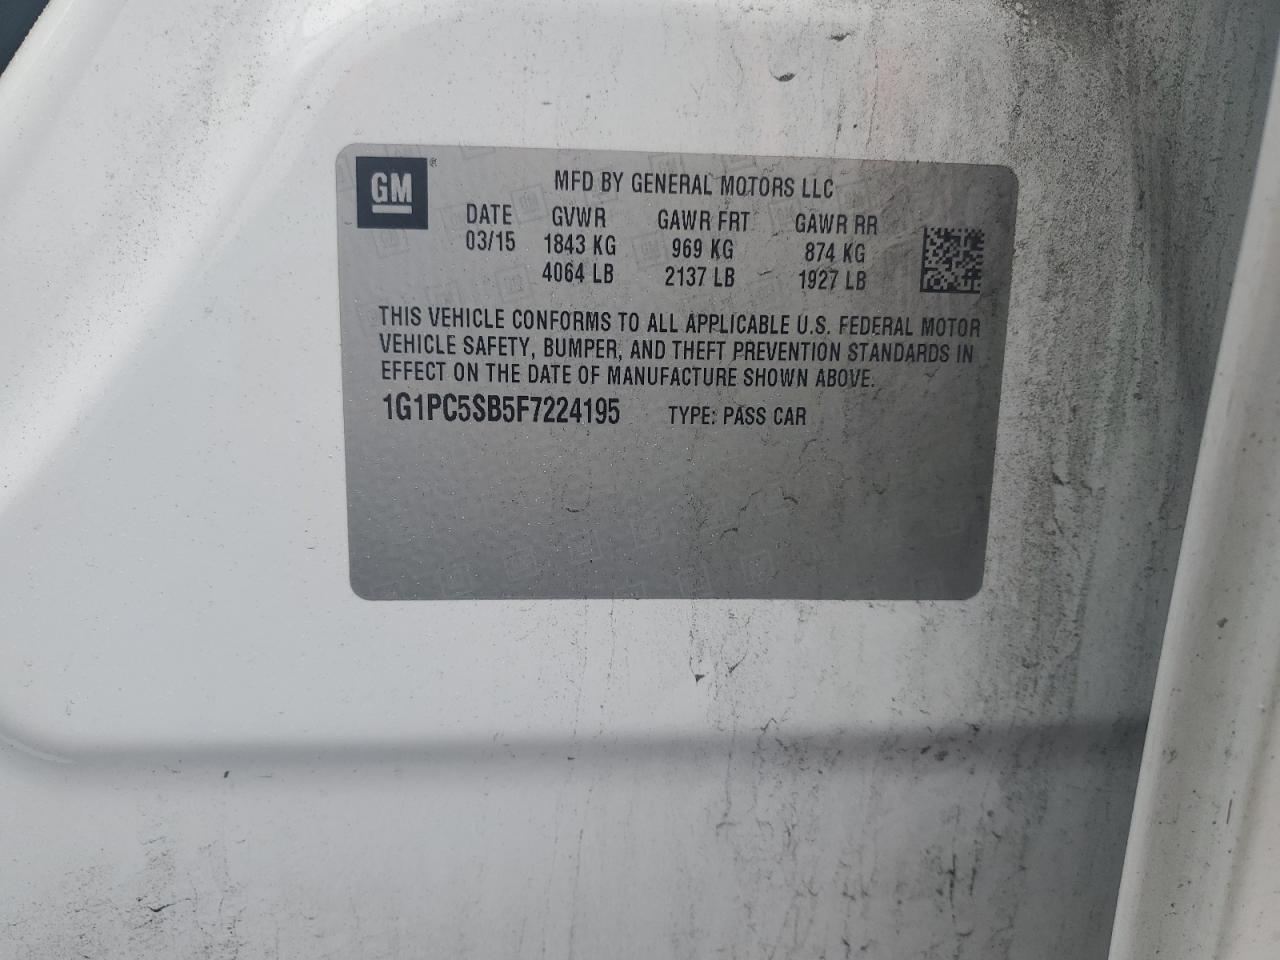 GM ®
MFD BY GENERAL MOTORS LLC
DATE GVWR GAWR FRT GAWR RR
03/15 1843 KG 969 KG 874 KG
4064 LB 2137 LB 1927 LB
THIS VEHICLE CONFORMS TO ALL APPLICABLE U.S. FEDERAL MOTOR
VEHICLE SAFETY, BUMPER, AND THEFT PREVENTION STANDARDS IN
EFFECT ON THE DATE OF MANUFACTURE SHOWN ABOVE.
1G1PC5SB5F7224195 TYPE: PASS CAR